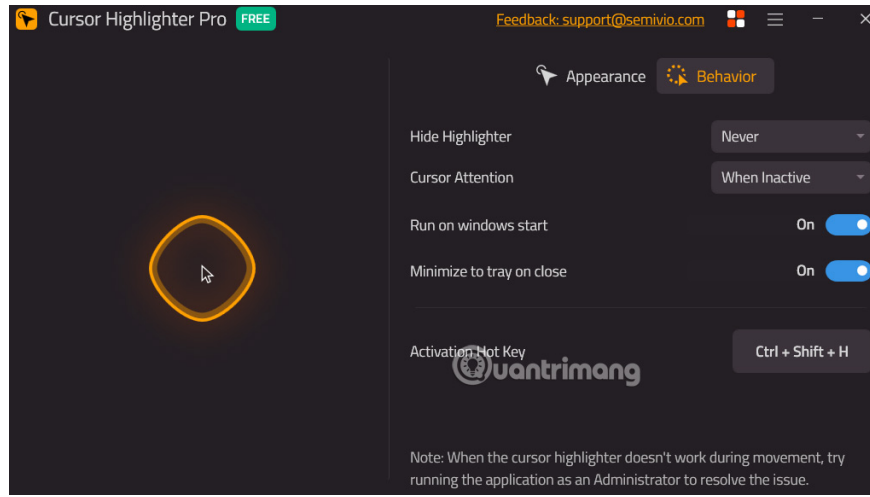 Cursor Highlighter Pro FREE Feedback: support@semivio.com
Appearance Behavior
Hide Highlighter Never
Cursor Attention When Inactive
Run on windows start On
Minimize to tray on close On
Activation Hot Key Ctrl + Shift + H
Quantrimang
Note: When the cursor highlighter doesn't work during movement, try
running the application as an Administrator to resolve the issue.